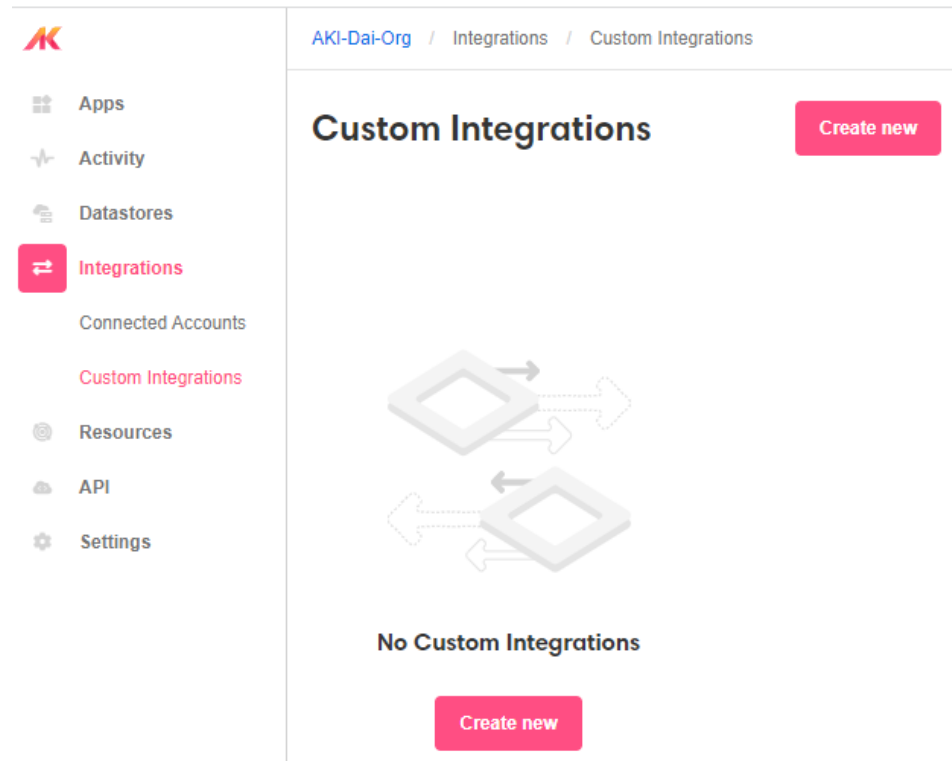 AKI-Dai-Org / Integrations / Custom Integrations
Apps
Activity
Datastores
Integrations
Connected Accounts
Custom Integrations
Resources
API
Settings
Custom Integrations
Create new
No Custom Integrations
Create new